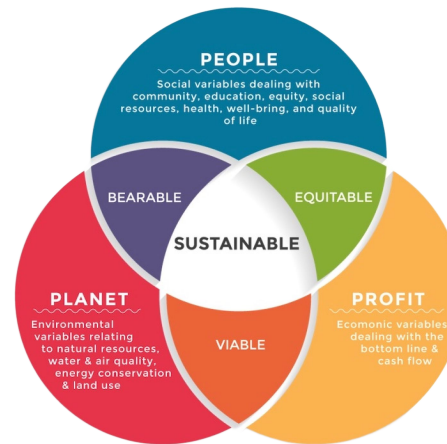 PEOPLE
Social variables dealing with
community, education, equity, social
resources, health, well-bring, and quality
of life
BEARABLE
EQUITABLE
SUSTAINABLE
PLANET
Environmental
variables relating
to natural resources,
water & air quality,
energy conservation
& land use
PROFIT
Ecomonic variables
dealing with the
bottom line &
cash flow
VIABLE